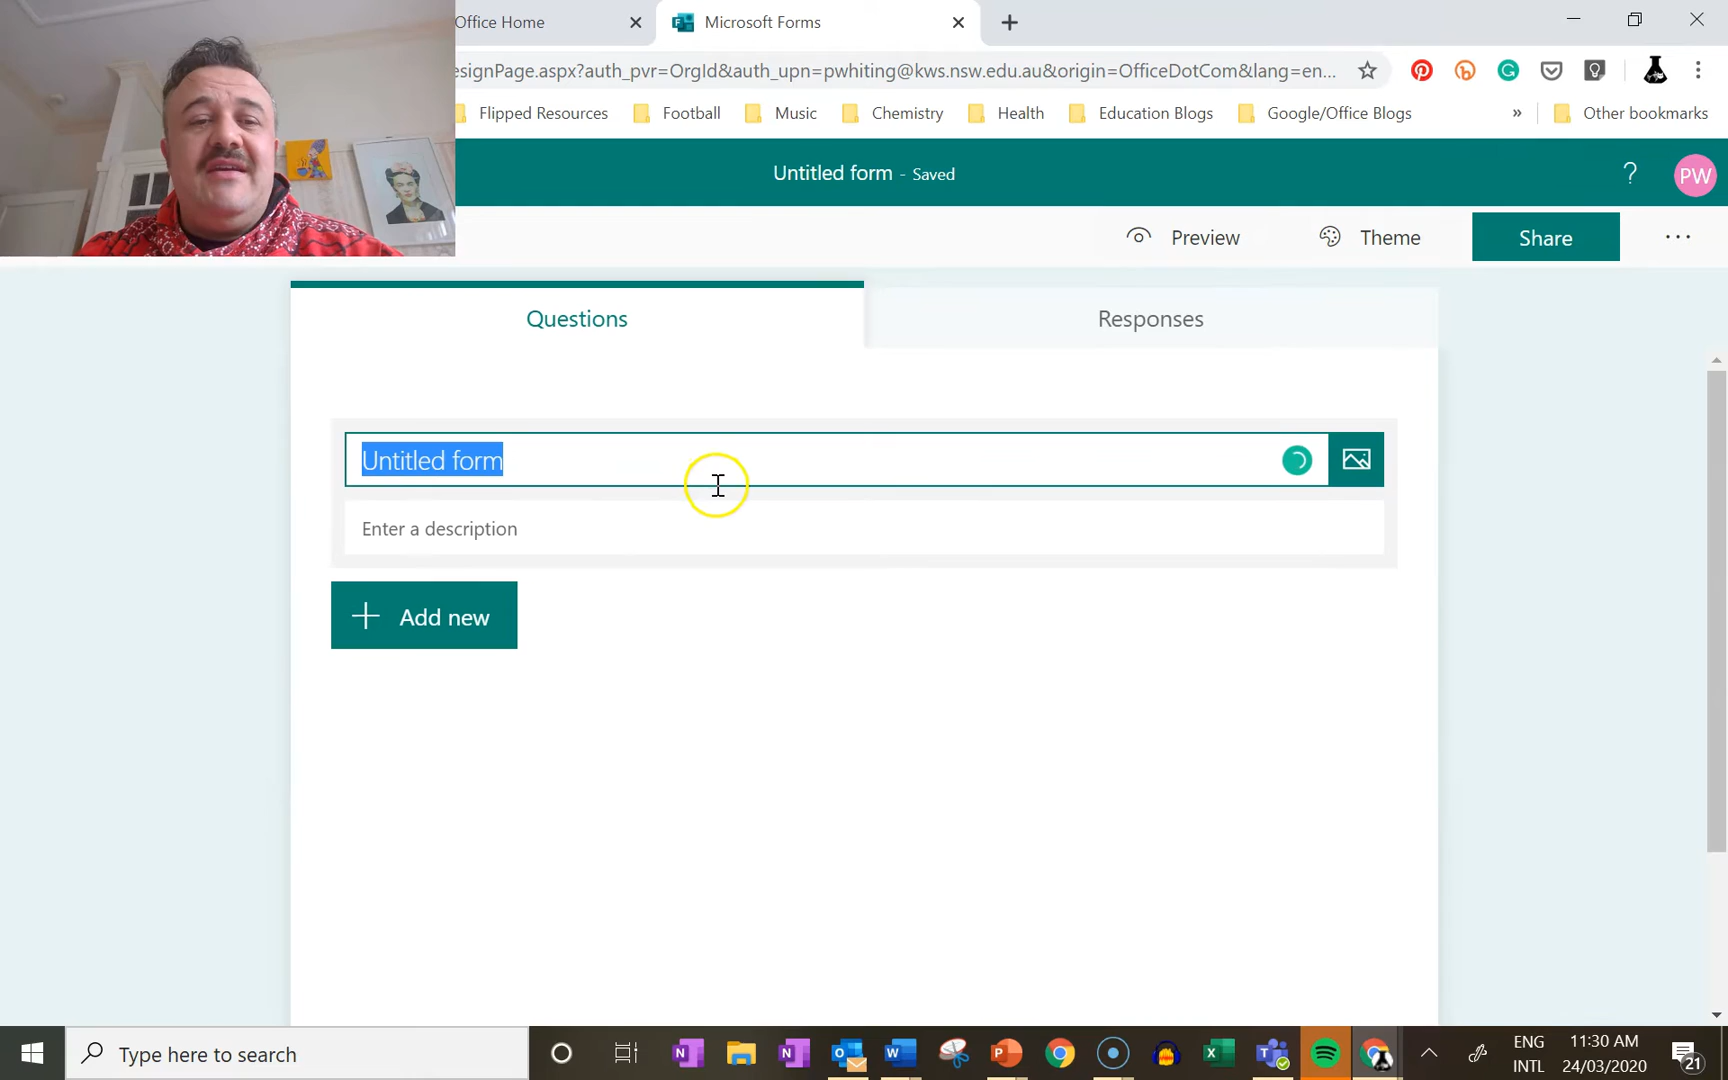 Office Home
Microsoft Forms
esignPage.aspx?auth_pvr=OrgId&auth_upn=pwhiting@kws.nsw.edu.au&origin=OfficeDotCom&lang=en...
Flipped Resources
Football
Music
Chemistry
Health
Education Blogs
Google/Office Blogs
»
Other bookmarks
Untitled form - Saved
?
PW
Preview
Theme
Share
...
Questions
Responses
Untitled form
Enter a description
Add new
Type here to search
ENG
INTL
11:30 AM
24/03/2020
21